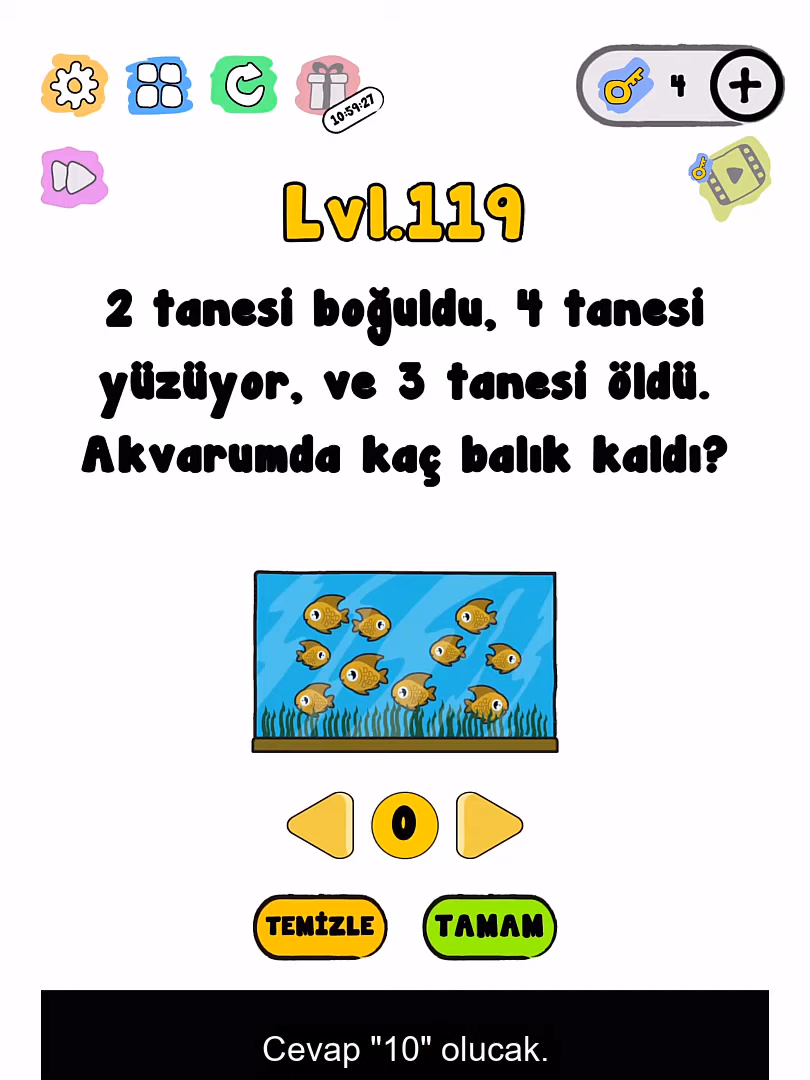 10:59:27
4
Lvl.119
2 tanesi boğuldu, 4 tanesi
yüzüyor, ve 3 tanesi öldü.
Akvarumda kaç balık kaldı?
0
TEMİZLE
TAMAM
Cevap "10" olucak.